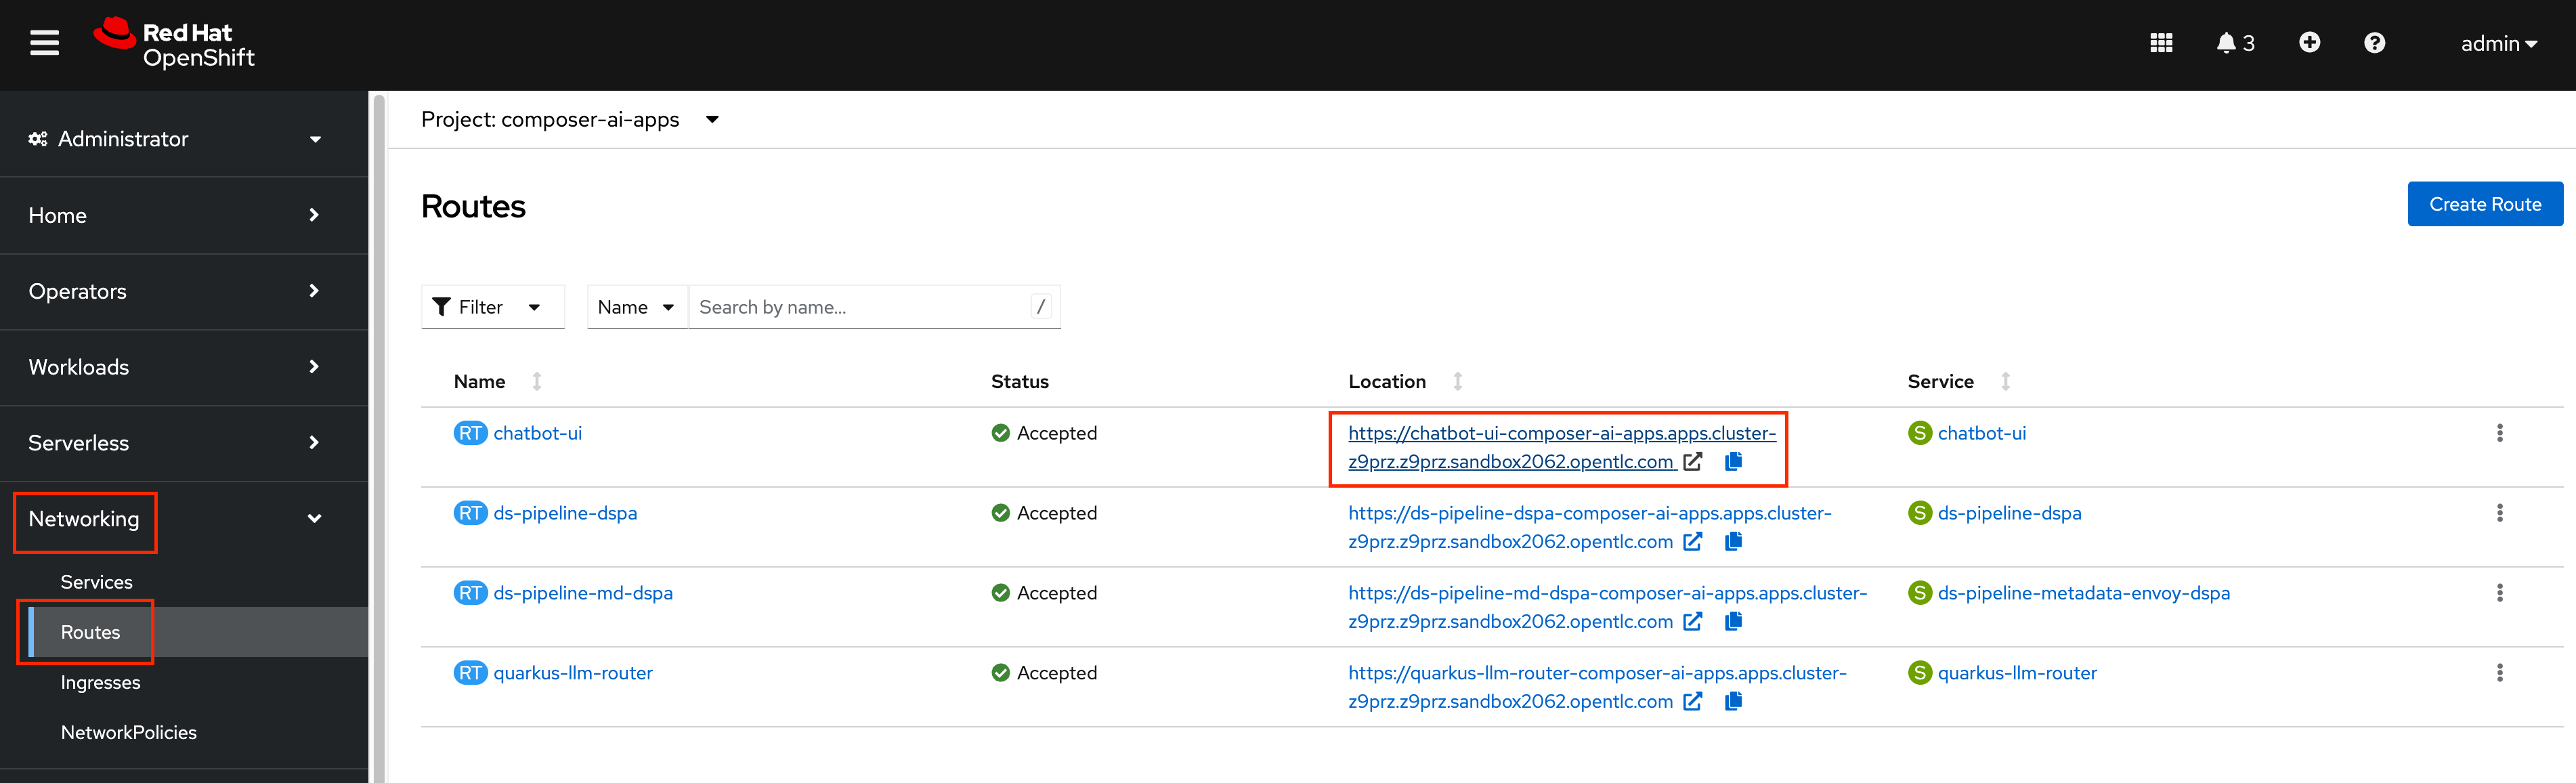 Red Hat
OpenShift
3
admin
Administrator
Home
Operators
Workloads
Serverless
Networking
Services
Routes
Ingresses
NetworkPolicies
Project: composer-ai-apps
Routes
Create Route
Filter
Name
Search by name...
/
Name
Status
Location
Service
RT chatbot-ui
Accepted
https://chatbot-ui-composer-ai-apps.apps.cluster-
z9prz.z9prz.sandbox2062.opentlc.com
S chatbot-ui
RT ds-pipeline-dspa
Accepted
https://ds-pipeline-dspa-composer-ai-apps.apps.cluster-
z9prz.z9prz.sandbox2062.opentlc.com
S ds-pipeline-dspa
RT ds-pipeline-md-dspa
Accepted
https://ds-pipeline-md-dspa-composer-ai-apps.apps.cluster-
z9prz.z9prz.sandbox2062.opentlc.com
S ds-pipeline-metadata-envoy-dspa
RT quarkus-llm-router
Accepted
https://quarkus-llm-router-composer-ai-apps.apps.cluster-
z9prz.z9prz.sandbox2062.opentlc.com
S quarkus-llm-router